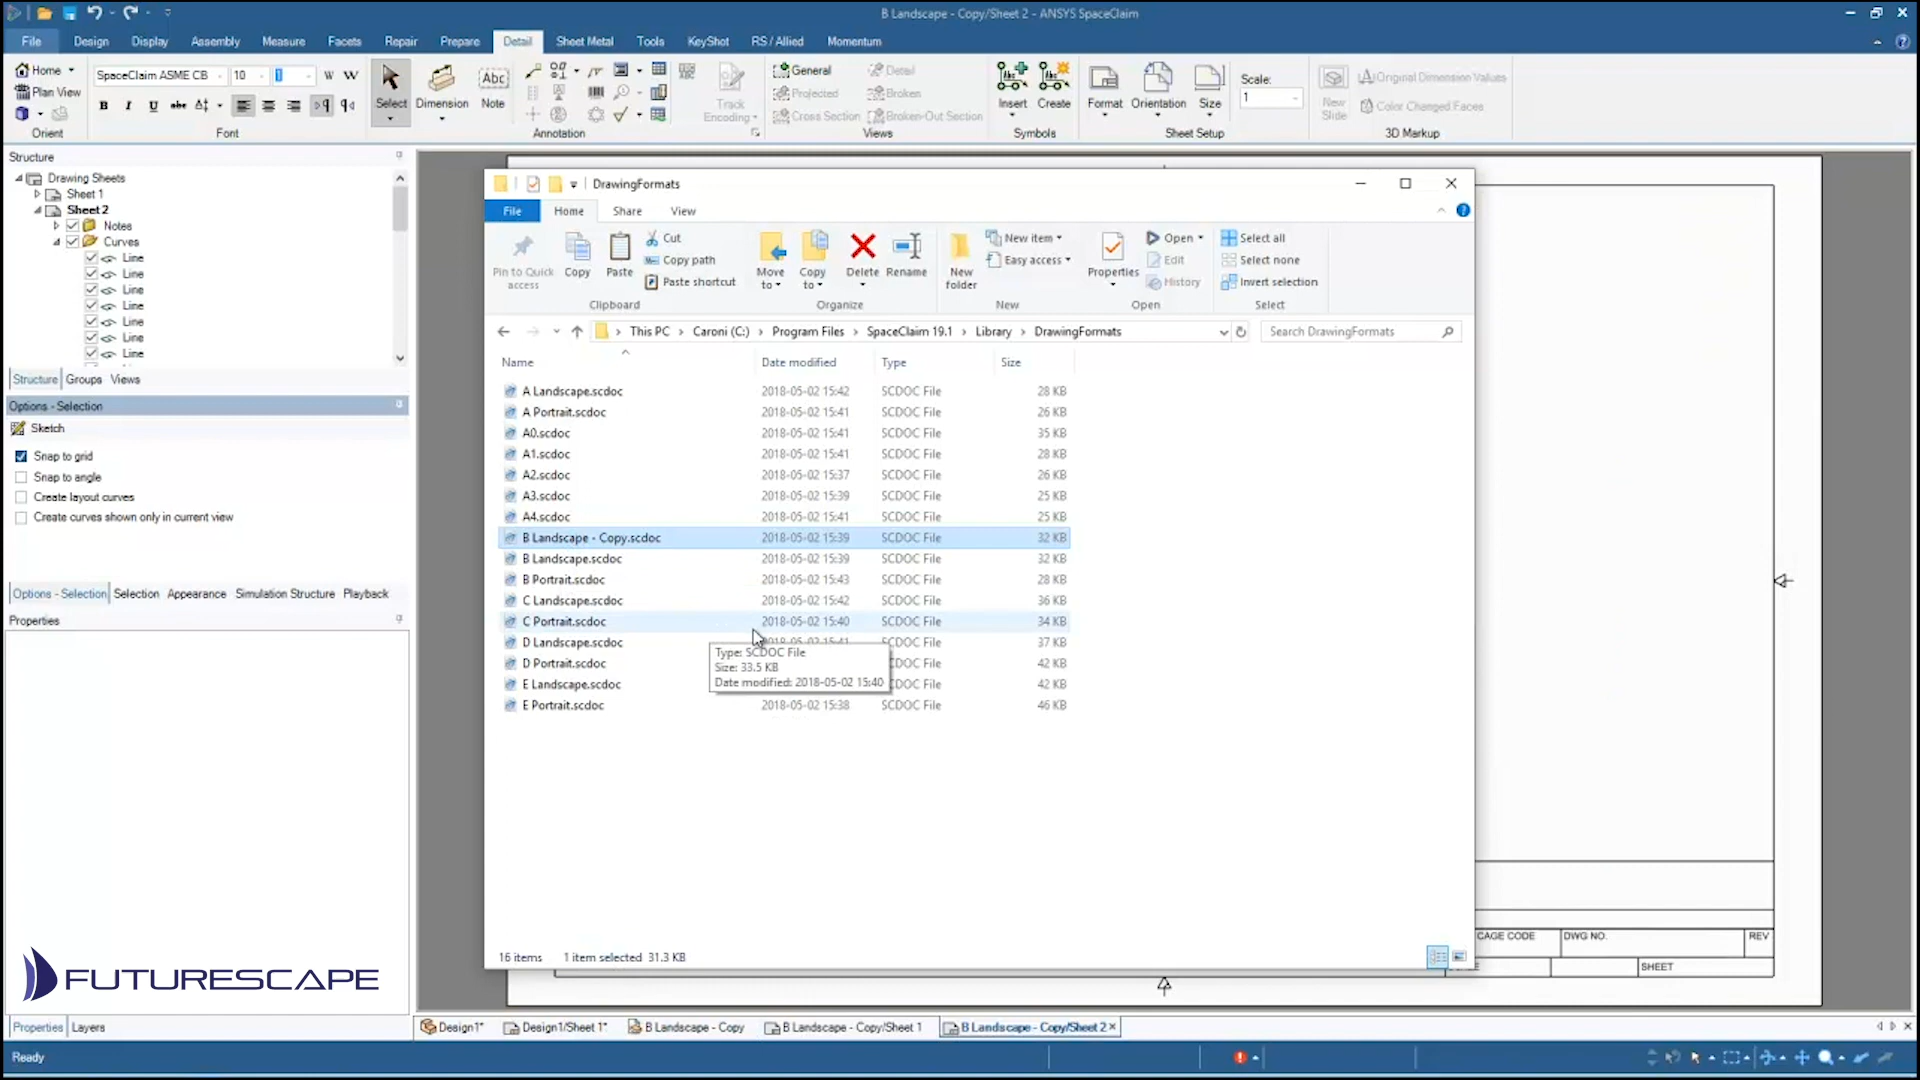 B Landscape - Copy/Sheet 2 - ANSYS SpaceClaim
File Design Display Assembly Measure Facets Repair Prepare Detail Sheet Metal Tools KeyShot RS / Allied Momentum
Home
Plan View
Orient
SpaceClaim ASME CB 10 1
Font
Select
Dimension
Note
Annotation
Track Encoding
General Detail
Projected Broken
Cross Section Broken-Out Section
Views
Insert Create
Symbols
Format Orientation Size
Scale:
1
Sheet Setup
New Slide
Original Dimension Values
Color Changed Faces
3D Markup
Structure
Drawing Sheets
Sheet 1
Sheet 2
Notes
Curves
Line
Line
Line
Line
Line
Line
Line
Structure Groups Views
Options - Selection
Sketch
Snap to grid
Snap to angle
Create layout curves
Create curves shown only in current view
Options - Selection Selection Appearance Simulation Structure Playback
Properties
FUTURESCAPE
Properties Layers
DrawingFormats
File Home Share View
Pin to Quick access
Copy
Paste
Cut
Copy path
Paste shortcut
Clipboard
Move to
Copy to
Delete
Rename
Organize
New folder
New item
Easy access
New
Properties
Open
Edit
History
Open
Select all
Select none
Invert selection
Select
This PC > Caroni (C:) > Program Files > SpaceClaim 19.1 > Library > DrawingFormats
Search DrawingFormats
Name Date modified Type Size
A Landscape.scdoc 2018-05-02 15:42 SCDOC File 28 KB
A Portrait.scdoc 2018-05-02 15:41 SCDOC File 26 KB
A0.scdoc 2018-05-02 15:41 SCDOC File 35 KB
A1.scdoc 2018-05-02 15:41 SCDOC File 28 KB
A2.scdoc 2018-05-02 15:37 SCDOC File 26 KB
A3.scdoc 2018-05-02 15:39 SCDOC File 25 KB
A4.scdoc 2018-05-02 15:41 SCDOC File 25 KB
B Landscape - Copy.scdoc 2018-05-02 15:39 SCDOC File 32 KB
B Landscape.scdoc 2018-05-02 15:39 SCDOC File 32 KB
B Portrait.scdoc 2018-05-02 15:43 SCDOC File 28 KB
C Landscape.scdoc 2018-05-02 15:42 SCDOC File 36 KB
C Portrait.scdoc 2018-05-02 15:40 SCDOC File 34 KB
D Landscape.scdoc 2018-05-02 15:41 SCDOC File 37 KB
D Portrait.scdoc DOC File 42 KB
E Landscape.scdoc DOC File 42 KB
E Portrait.scdoc 2018-05-02 15:38 SCDOC File 46 KB
Type: SCDOC File
Size: 33.5 KB
Date modified: 2018-05-02 15:40
16 items 1 item selected 31.3 KB
CAGE CODE DWG NO. REV
SHEET
Design1* Design1/Sheet 1* B Landscape - Copy B Landscape - Copy/Sheet 1 B Landscape - Copy/Sheet 2
Ready